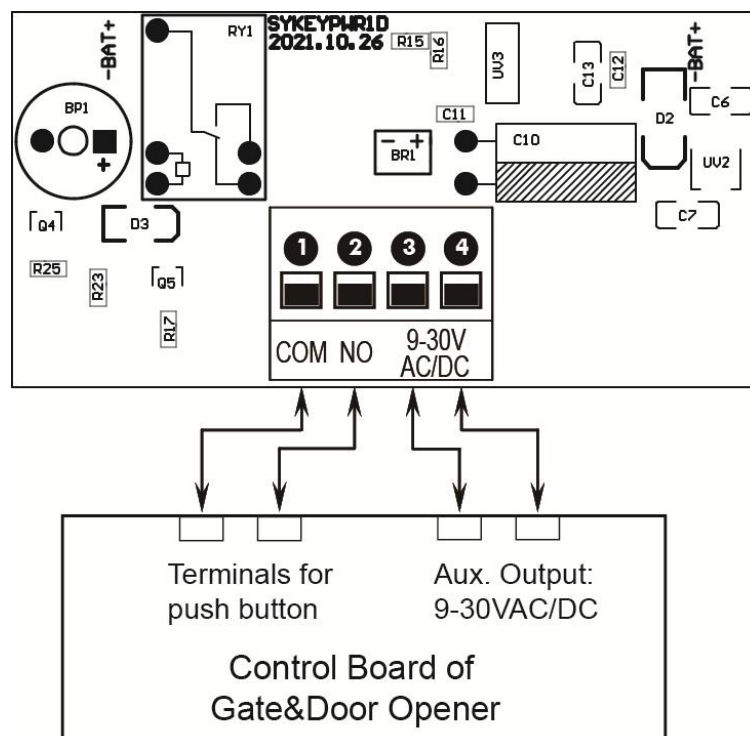 -BAT+
RY1
SYKEYPWR1D
2021.10.26
R15
R16
UV3
C13
C12
-BAT+
BP1
+
C11
- +
BR1
C10
D2
C6
UV2
C7
Q4
D3
R25
R23
Q5
R17
1 2 3 4
COM NO 9-30V
AC/DC
Terminals for
push button
Aux. Output:
9-30VAC/DC
Control Board of
Gate&Door Opener